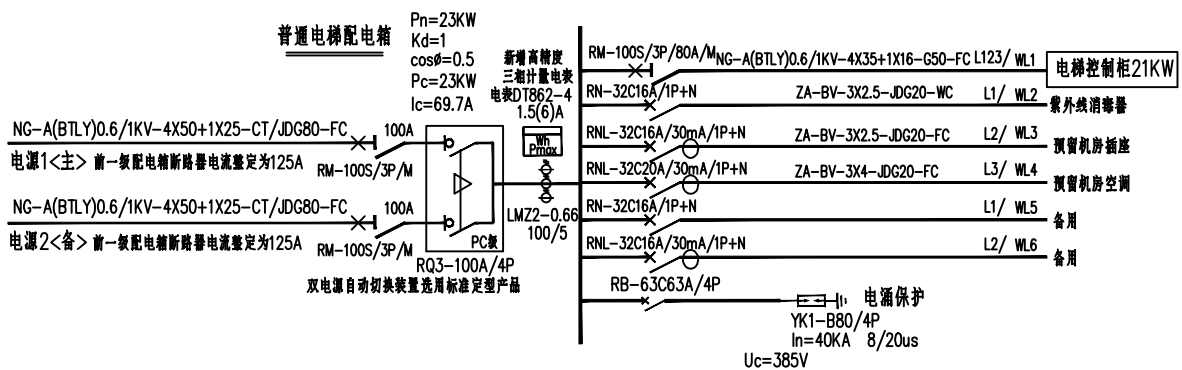 普通电梯配电箱
Pn=23KW
Kd=1
cosø=0.5
Pc=23KW
Ic=69.7A
新增高精度
三相计量电表
电表DT862-4
1.5(6)A
Wh
Pmax
NG-A(BTLY)0.6/1KV-4X50+1X25-CT/JDG80-FC
100A
电源1<主> 前一级配电箱断路器电流整定为125A
RM-100S/3P/M
NG-A(BTLY)0.6/1KV-4X50+1X25-CT/JDG80-FC
100A
电源2<备> 前一级配电箱断路器电流整定为125A
RM-100S/3P/M
PC级
RQ3-100A/4P
双电源自动切换装置选用标准定型产品
LMZ2-0.66
100/5
RM-100S/3P/80A/M NG-A(BTLY)0.6/1KV-4X35+1X16-G50-FC L123/ WL1
电梯控制柜21KW
RN-32C16A/1P+N ZA-BV-3X2.5-JDG20-WC L1/ WL2
紫外线消毒器
RNL-32C16A/30mA/1P+N ZA-BV-3X2.5-JDG20-FC L2/ WL3
预留机房插座
RNL-32C20A/30mA/1P+N ZA-BV-3X4-JDG20-FC L3/ WL4
预留机房空调
RN-32C16A/1P+N L1/ WL5
备用
RNL-32C16A/30mA/1P+N L2/ WL6
备用
RB-63C63A/4P
电涌保护
YK1-B80/4P
In=40KA 8/20us
Uc=385V